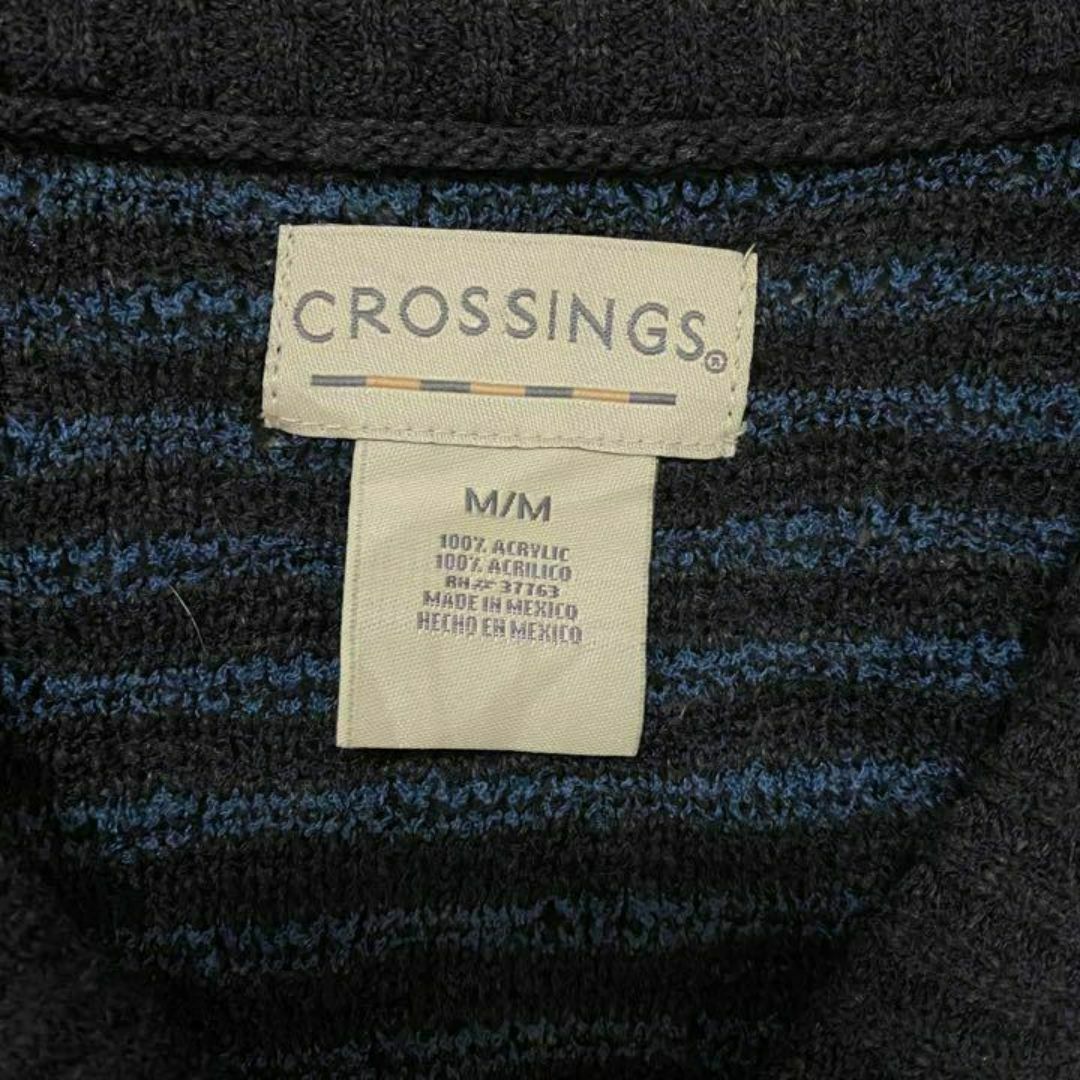 CROSSINGS®
M/M
100% ACRYLIC
100% ACRILICO
RN# 37763
MADE IN MEXICO
HECHO EN MEXICO